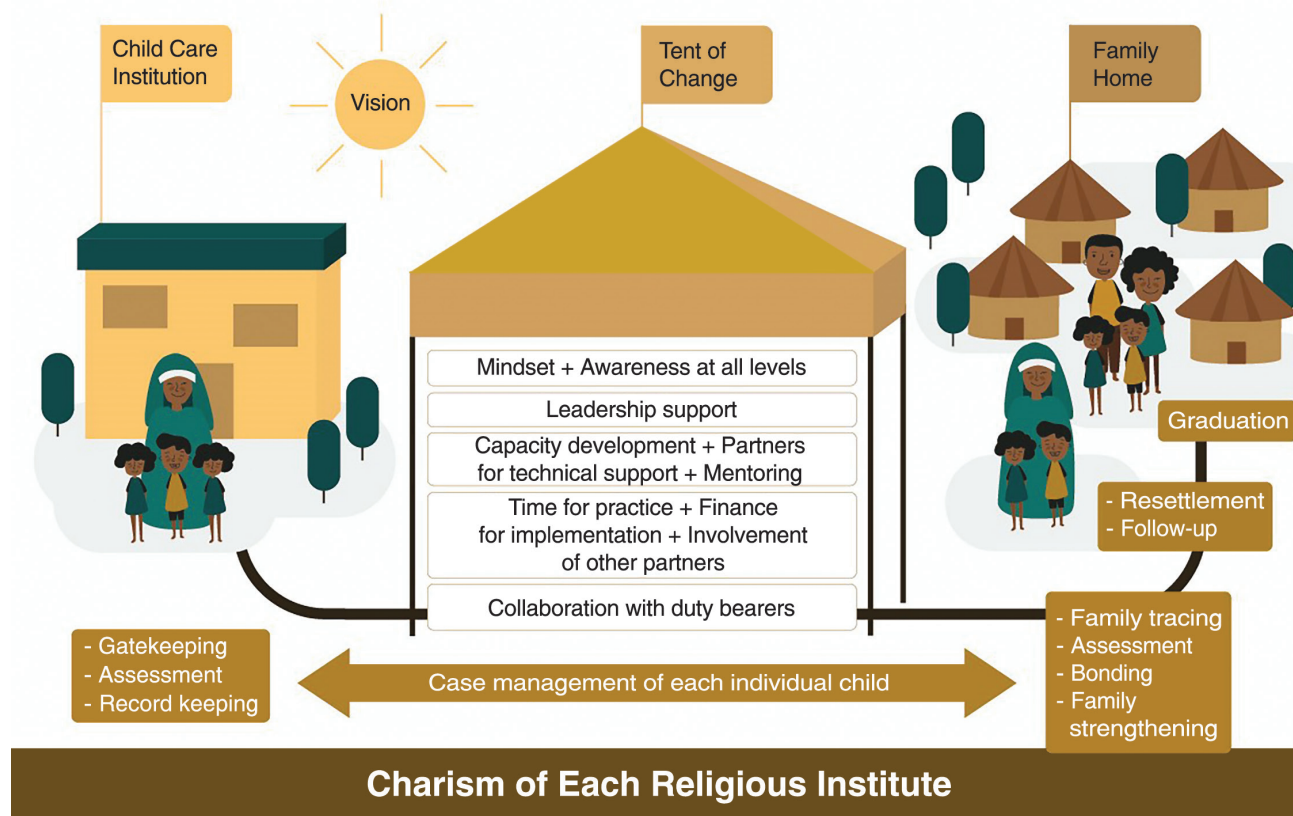 Child Care
Institution
Vision
Tent of
Change
Family
Home
Mindset + Awareness at all levels
Leadership support
Capacity development + Partners
for technical support + Mentoring
Time for practice + Finance
for implementation + Involvement
of other partners
Collaboration with duty bearers
Graduation
- Resettlement
- Follow-up
- Gatekeeping
- Assessment
- Record keeping
Case management of each individual child
- Family tracing
- Assessment
- Bonding
- Family
strengthening
Charism of Each Religious Institute